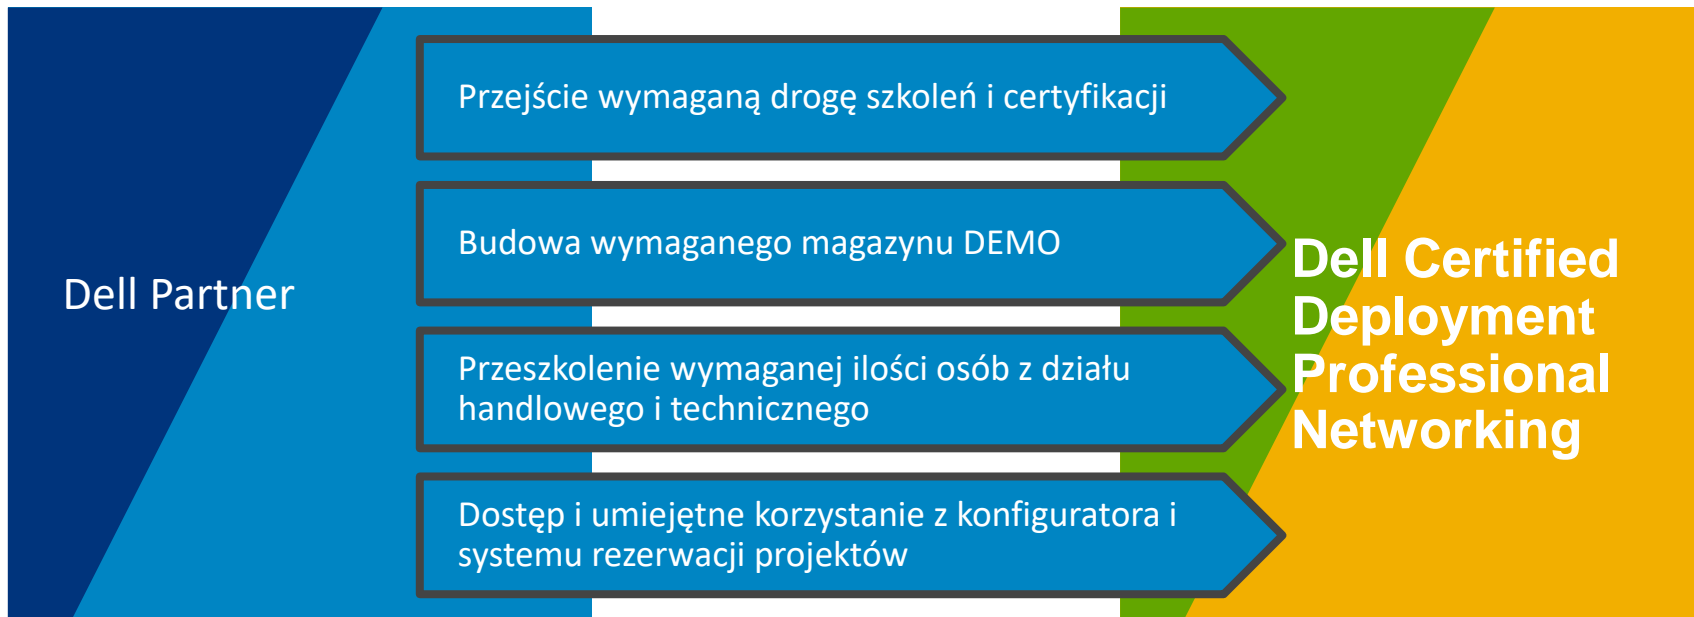 Dell Partner
Przejście wymaganą drogę szkoleń i certyfikacji
Budowa wymaganego magazynu DEMO
Przeszkolenie wymaganej ilości osób z działu
handlowego i technicznego
Dostęp i umiejętne korzystanie z konfiguratora i
systemu rezerwacji projektów
Dell Certified
Deployment
Professional
Networking